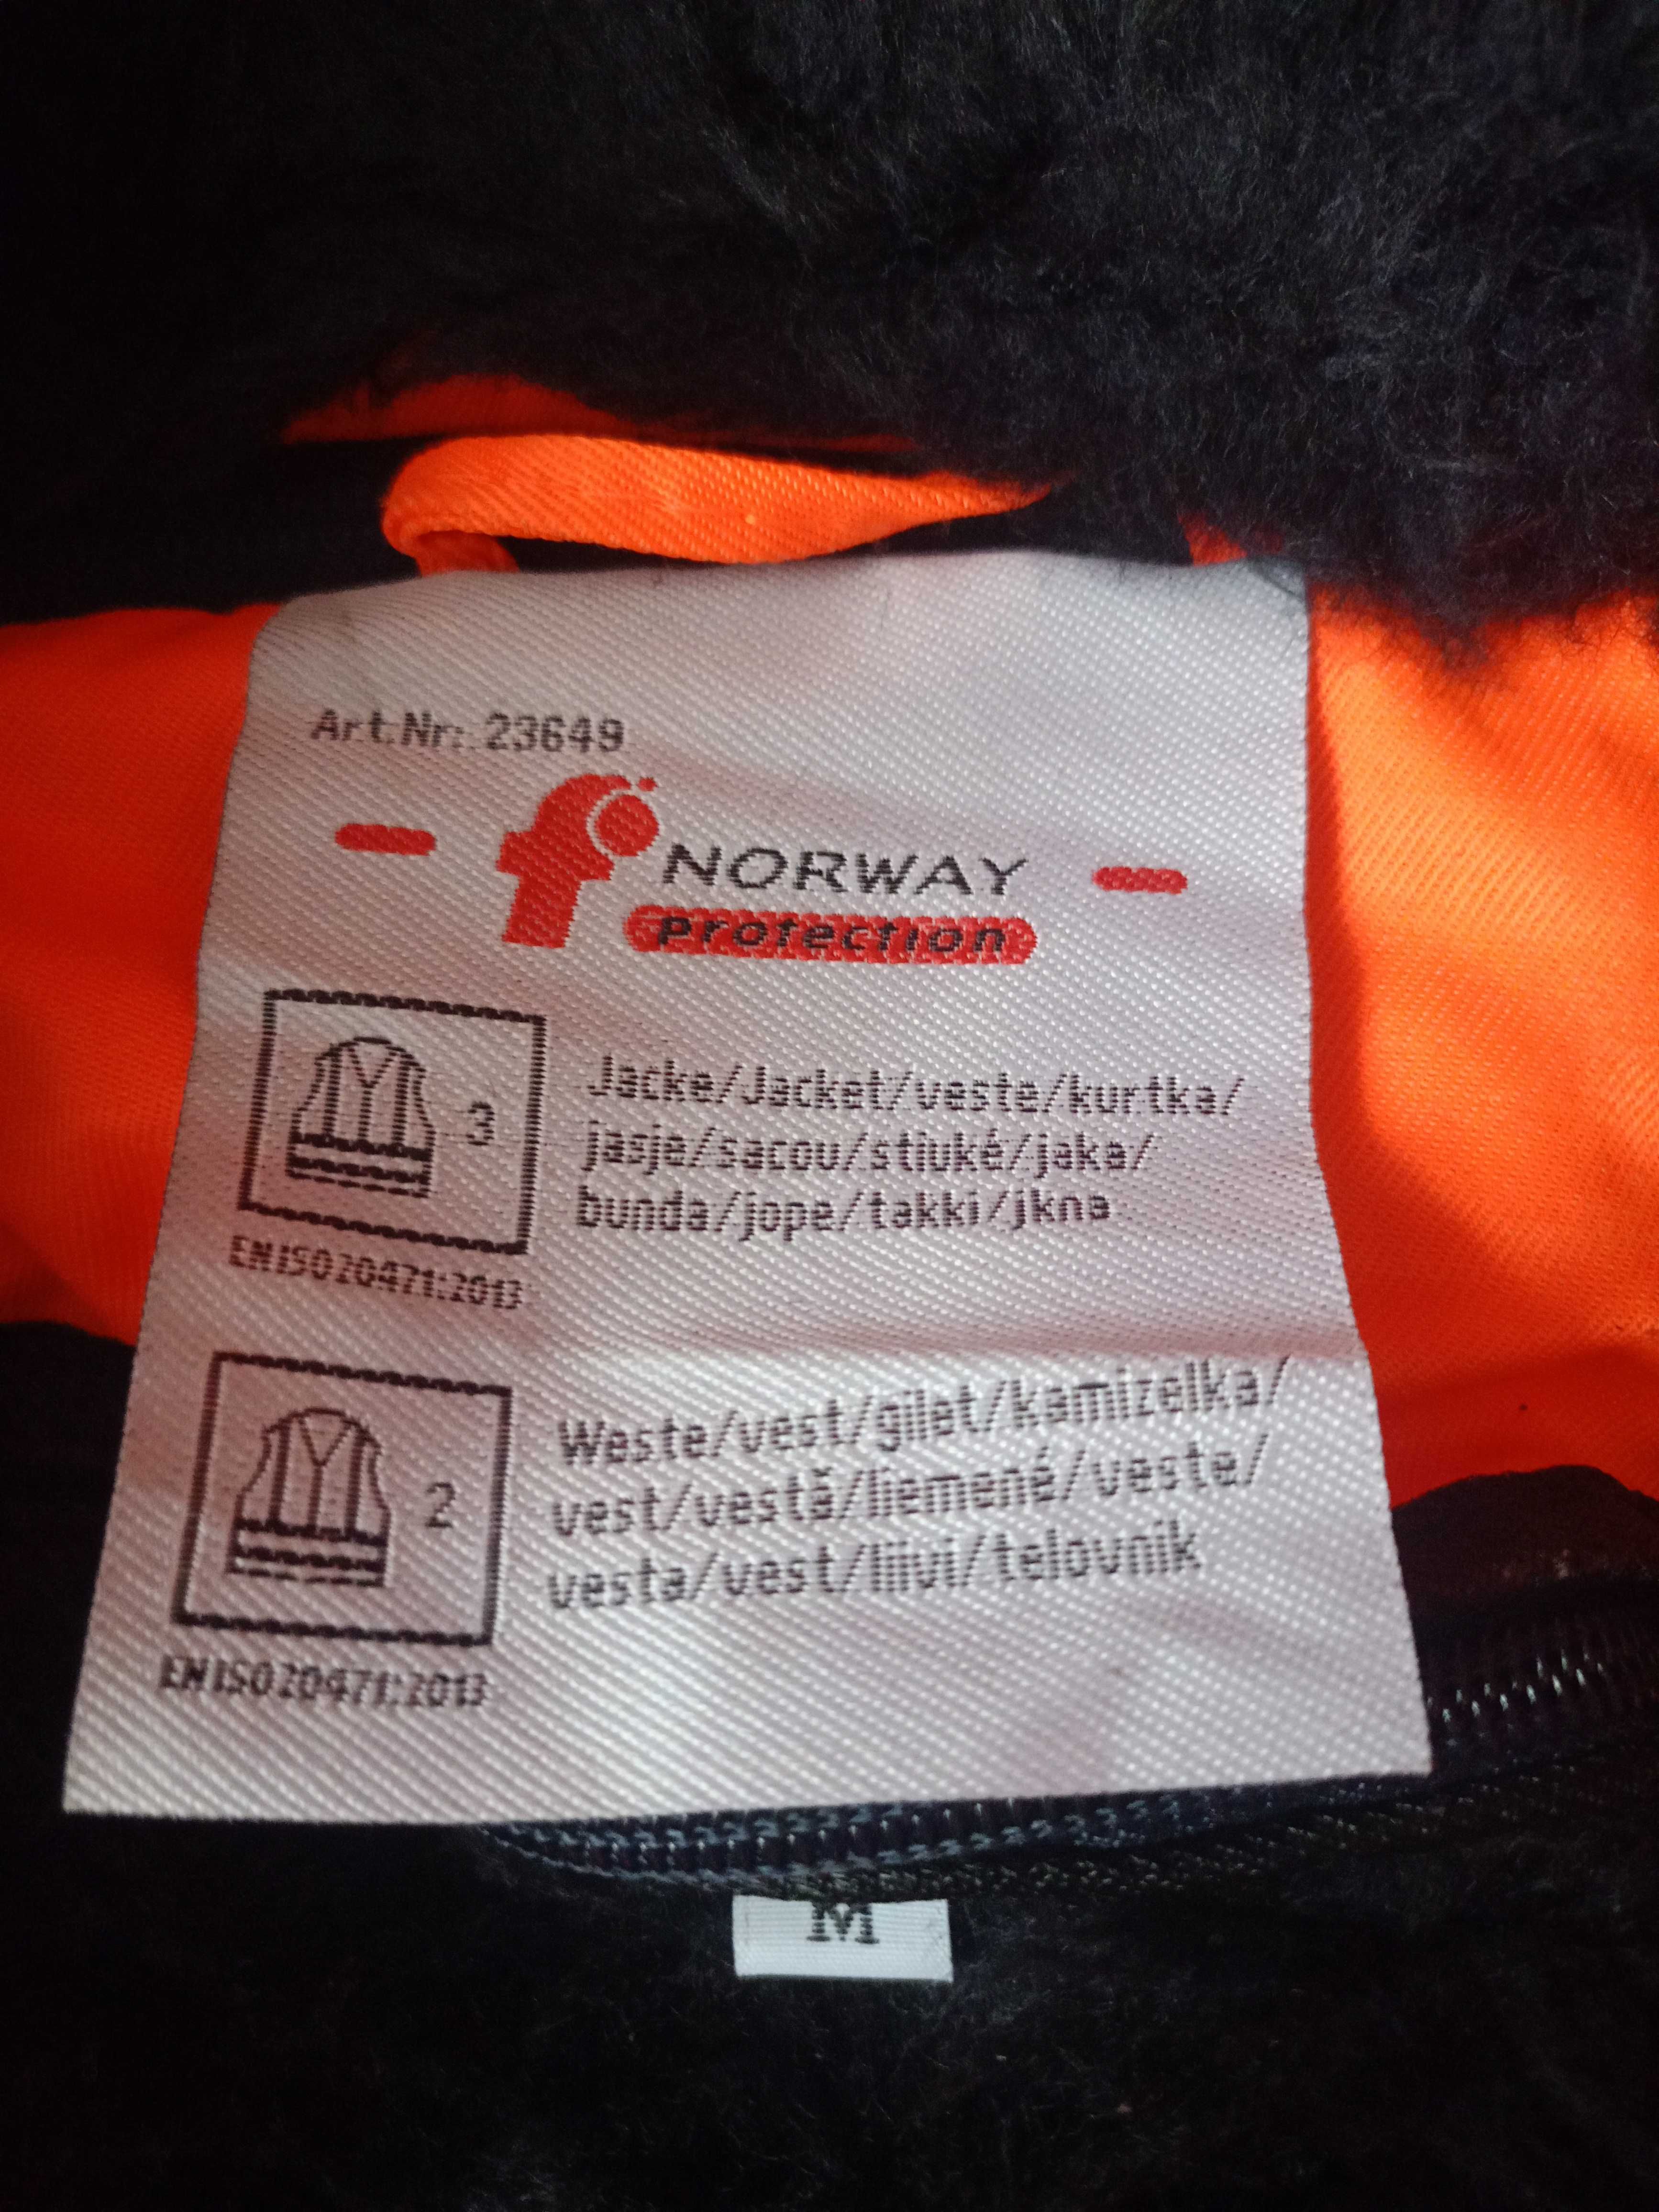 Art.Nr: 23649
NORWAY
protection
3
Jacke/Jacket/veste/kurtka/
jasje/sacou/stiuké/jaka/
bunda/jope/takki/jkna
EN ISO 20471:2013
2
Weste/vest/gilet/kamizelka/
vest/vestă/liemené/veste/
vesta/vest/liivi/telovnik
EN ISO 20471:2013
M